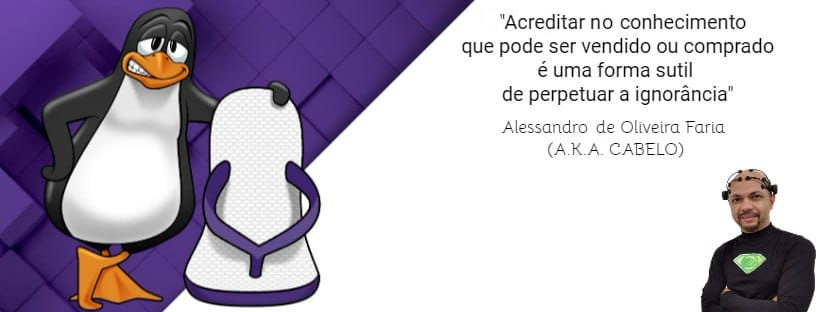 "Acreditar no conhecimento
que pode ser vendido ou comprado
é uma forma sutil
de perpetuar a ignorância"
Alessandro de Oliveira Faria
(A.K.A. CABELO)